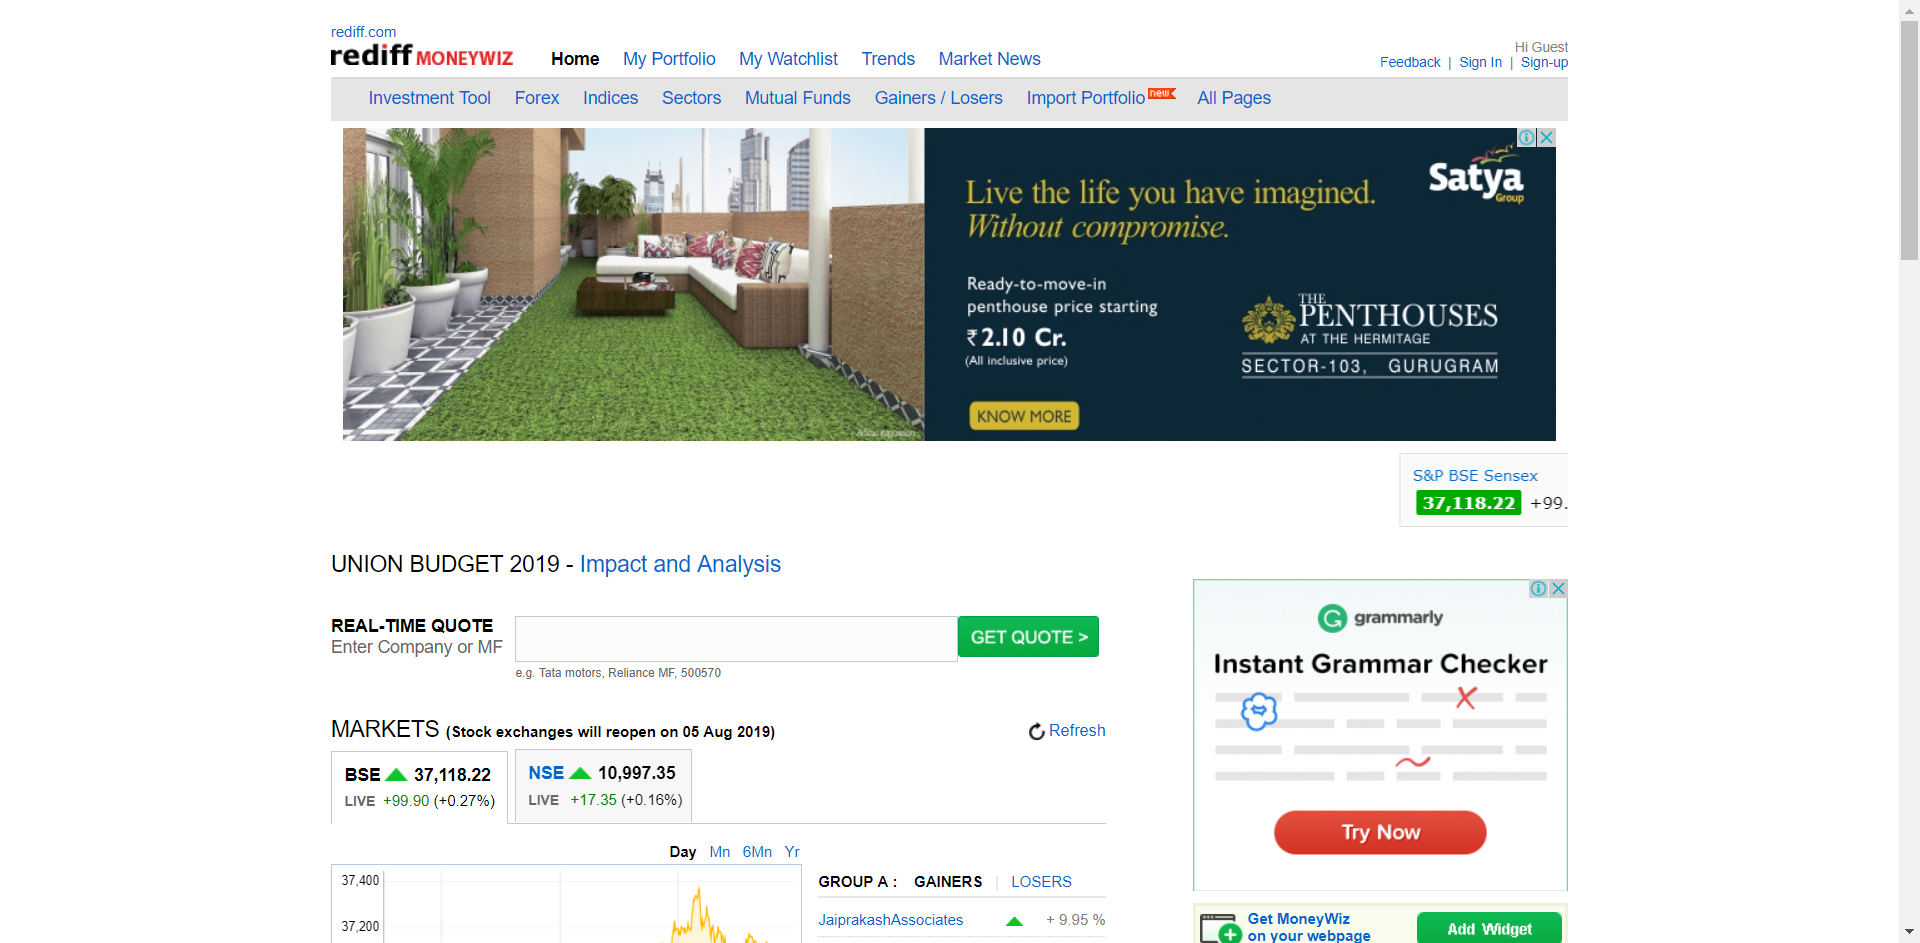 rediff.com
rediff MONEYWIZ
Home My Portfolio My Watchlist Trends Market News
Hi Guest
Feedback | Sign In | Sign-up
Investment Tool Forex Indices Sectors Mutual Funds Gainers / Losers Import Portfolio new All Pages
Satya
Group
Live the life you have imagined.
Without compromise.
Ready-to-move-in
penthouse price starting
₹2.10 Cr.
(All inclusive price)
KNOW MORE
THE
PENTHOUSES
AT THE HERMITAGE
SECTOR-103, GURUGRAM
Artistic Impression
S&P BSE Sensex
37,118.22 +99.
UNION BUDGET 2019 - Impact and Analysis
REAL-TIME QUOTE
Enter Company or MF
GET QUOTE >
e.g. Tata motors, Reliance MF, 500570
MARKETS (Stock exchanges will reopen on 05 Aug 2019)
Refresh
BSE 37,118.22
LIVE +99.90 (+0.27%)
NSE 10,997.35
LIVE +17.35 (+0.16%)
Day Mn 6Mn Yr
37,400
37,200
GROUP A : GAINERS | LOSERS
JaiprakashAssociates + 9.95 %
grammarly
Instant Grammar Checker
Try Now
Get MoneyWiz
on your webpage
Add Widget